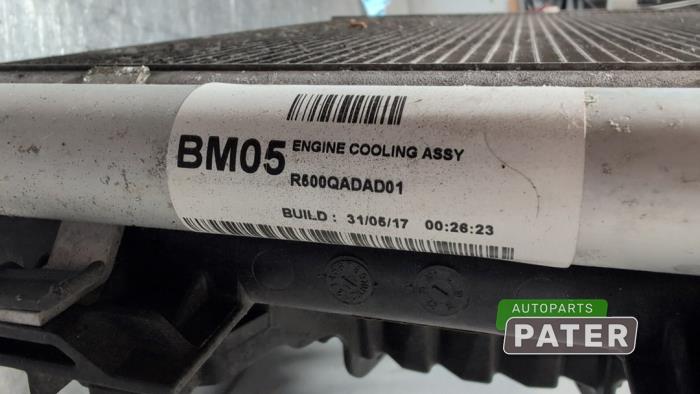 BM05
ENGINE COOLING ASSY
R500QADAD01
BUILD : 31/05/17 00:26:23
AUTOPARTS
PATER